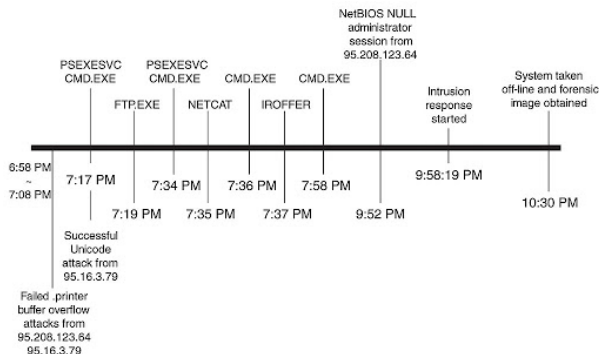 NetBIOS NULL
administrator
session from
95.208.123.64
PSEXESVC
CMD.EXE
PSEXESVC
CMD.EXE
CMD.EXE
CMD.EXE
FTP.EXE
NETCAT
IROFFER
Intrusion
response
started
System taken
off-line and forensic
image obtained
6:58 PM
~
7:08 PM
7:17 PM
7:19 PM
7:34 PM
7:35 PM
7:36 PM
7:37 PM
7:58 PM
9:52 PM
9:58:19 PM
10:30 PM
Successful
Unicode
attack from
95.16.3.79
Failed .printer
buffer overflow
attacks from
95.208.123.64
95.16.3.79